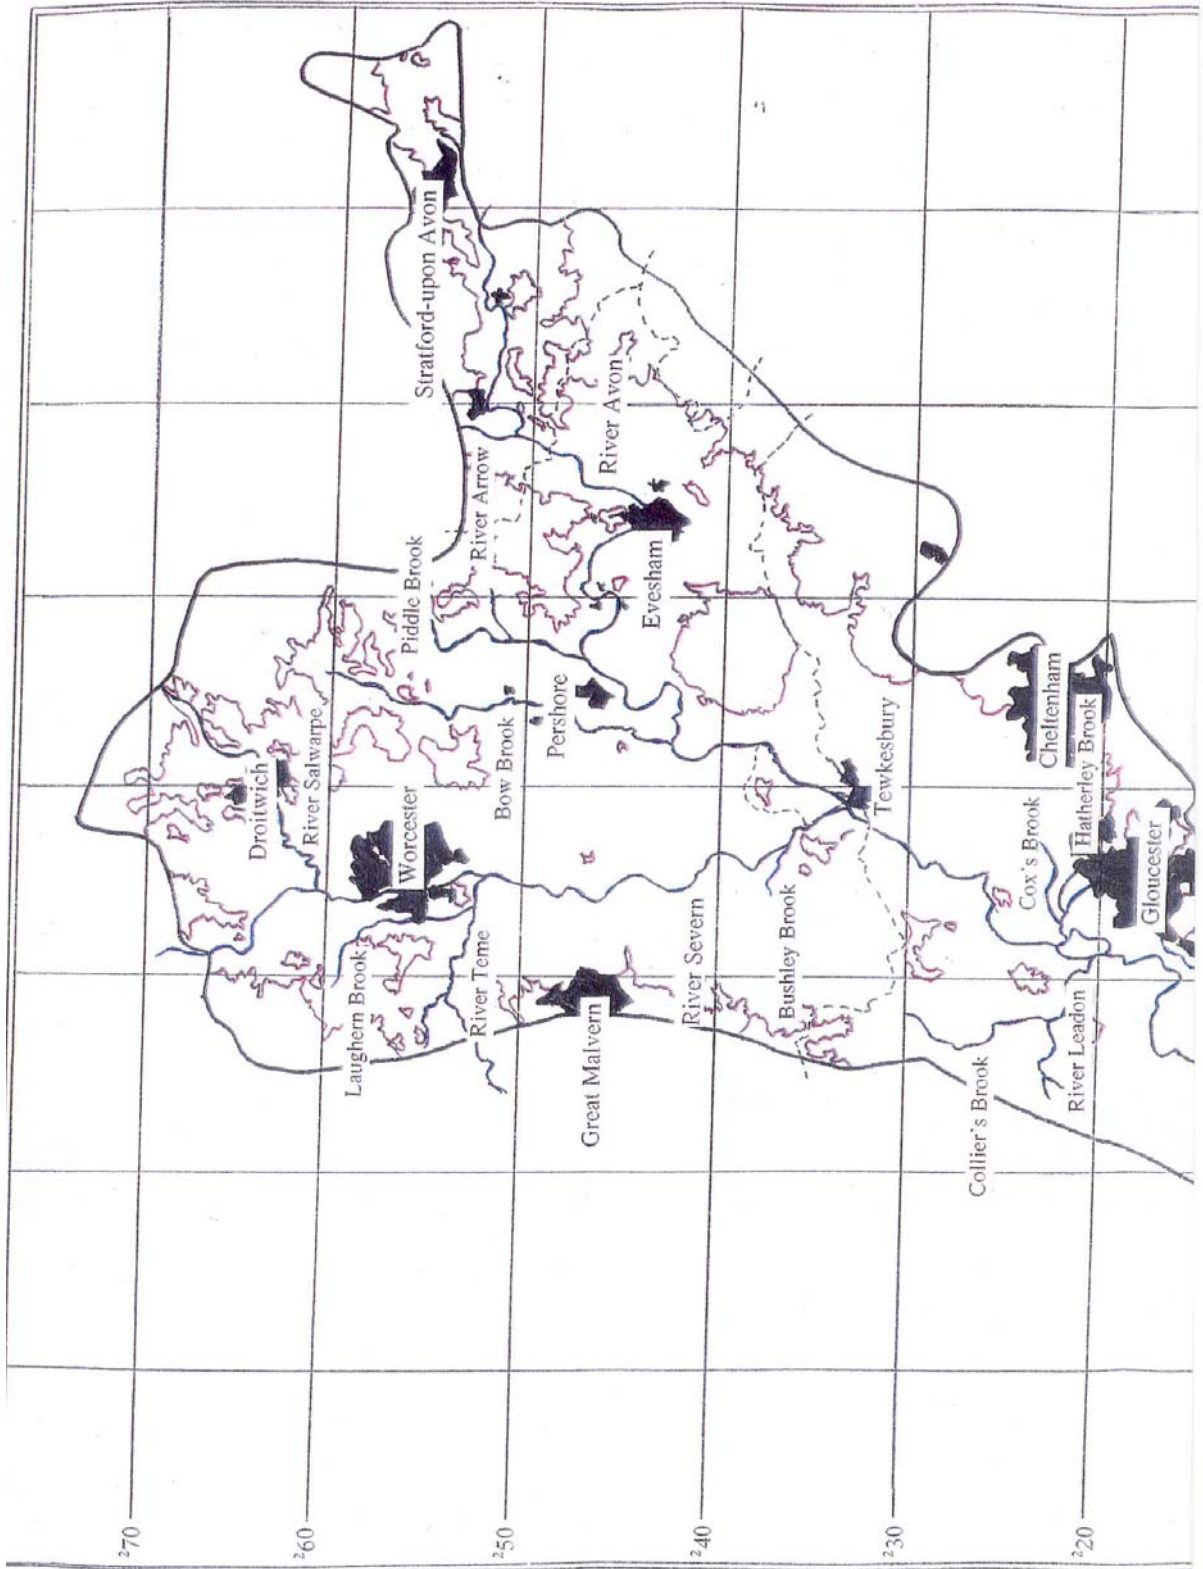 Stratford-upon Avon
River Arrow
River Avon
Piddle Brook
Evesham
Droitwich
River Salwarpe
Worcester
Bow Brook
Pershore
Tewkesbury
Cheltenham
Hatherley Brook
Cox's Brook
Gloucester
Laughern Brook
River Teme
Great Malvern
River Severn
Bushley Brook
Collier's Brook
River Leadon
²70
²60
²50
²40
²30
²20